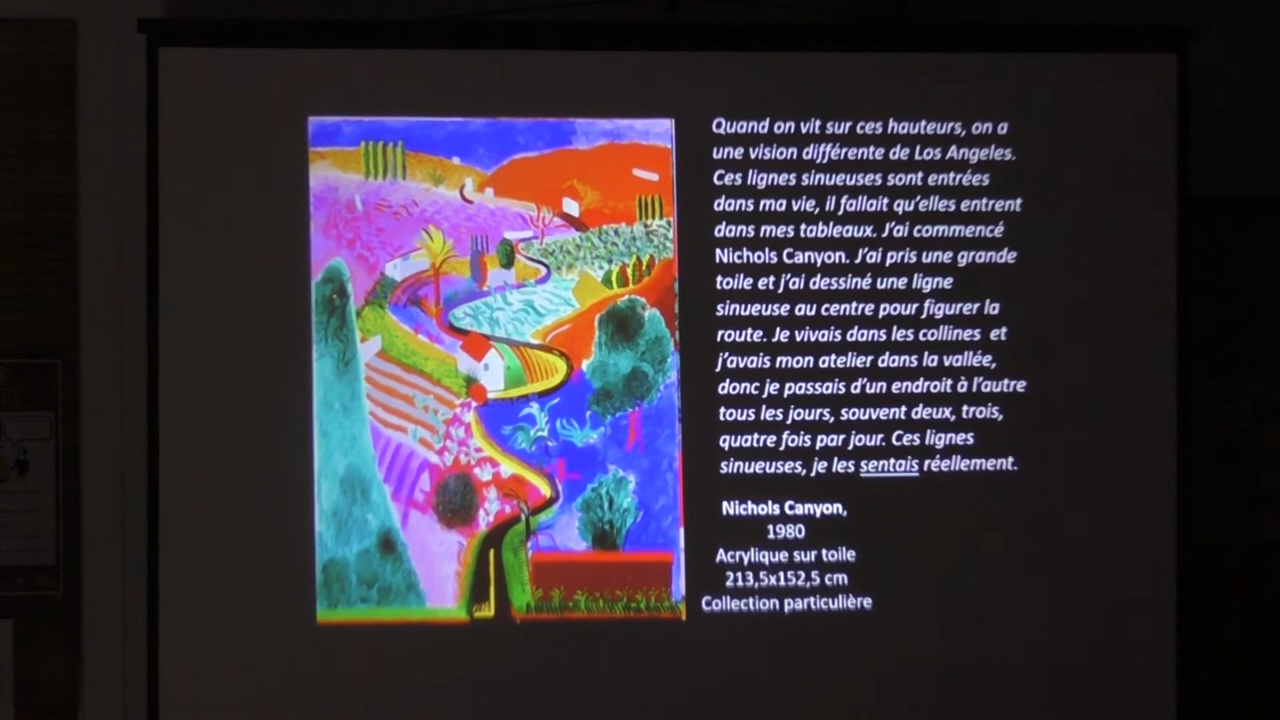 Quand on vit sur ces hauteurs, on a
une vision différente de Los Angeles.
Ces lignes sinueuses sont entrées
dans ma vie, il fallait qu'elles entrent
dans mes tableaux. J'ai commencé
Nichols Canyon. J'ai pris une grande
toile et j'ai dessiné une ligne
sinueuse au centre pour figurer la
route. Je vivais dans les collines et
j'avais mon atelier dans la vallée,
donc je passais d'un endroit à l'autre
tous les jours, souvent deux, trois,
quatre fois par jour. Ces lignes
sinueuses, je les sentais réellement.
Nichols Canyon,
1980
Acrylique sur toile
213,5x152,5 cm
Collection particulière